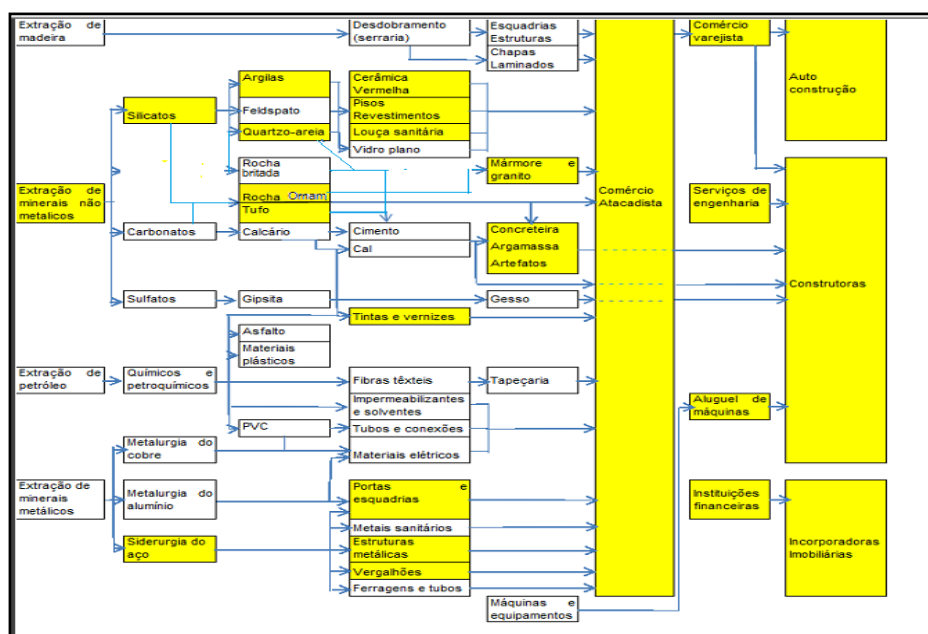 Extração de
madeira
Desdobramento
(serraria)
Esquadrias
Estruturas
Chapas
Laminados
Comércio
varejista
Auto
construção
Silicatos
Argilas
Feldspato
Quartzo-areia
Cerâmica
Vermelha
Pisos
Revestimentos
Louça sanitária
Vidro plano
Extração de
minerais não
metalicos
Rocha
britada
Rocha Ornam
Tufo
Mármore e
granito
Comércio
Atacadista
Serviços de
engenharia
Carbonatos
Calcário
Cimento
Cal
Concreteira
Argamassa
Artefatos
Construtoras
Sulfatos
Gipsita
Gesso
Tintas e vernizes
Asfalto
Materiais
plásticos
Extração de
petróleo
Químicos e
petroquímicos
Fibras têxteis
Tapeçaria
Impermeabilizantes
e solventes
PVC
Tubos e conexões
Materiais elétricos
Aluguel de
máquinas
Metalurgia do
cobre
Extração de
minerais
metálicos
Metalurgia do
alumínio
Portas e
esquadrias
Metais sanitários
Instituições
financeiras
Siderurgia do
aço
Estruturas
metálicas
Vergalhões
Ferragens e tubos
Incorporadoras
Imobiliárias
Máquinas e
equipamentos